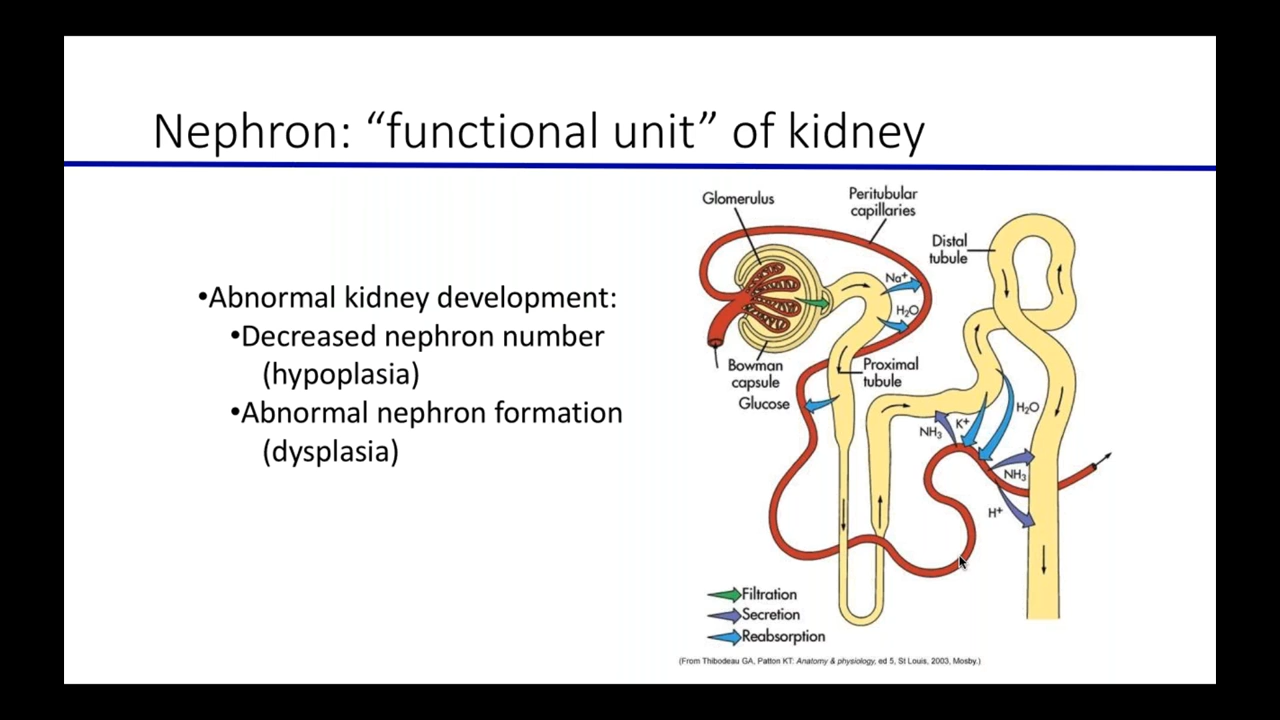 Nephron: “functional unit” of kidney
•Abnormal kidney development:
•Decreased nephron number
(hypoplasia)
•Abnormal nephron formation
(dysplasia)
Glomerulus
Peritubular
capillaries
Distal
tubule
Na+
H₂O
Bowman
capsule
Proximal
tubule
Glucose
H₂O
K+
NH₃
NH₃
H+
Filtration
Secretion
Reabsorption
(From Thibodeau GA, Patton KT: Anatomy & physiology, ed 5, St Louis, 2003, Mosby.)